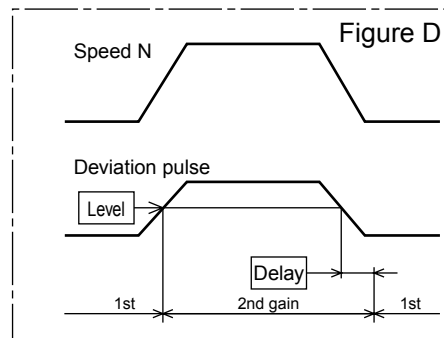 Figure D
Speed N
Deviation pulse
Level
Delay
1st
2nd gain
1st